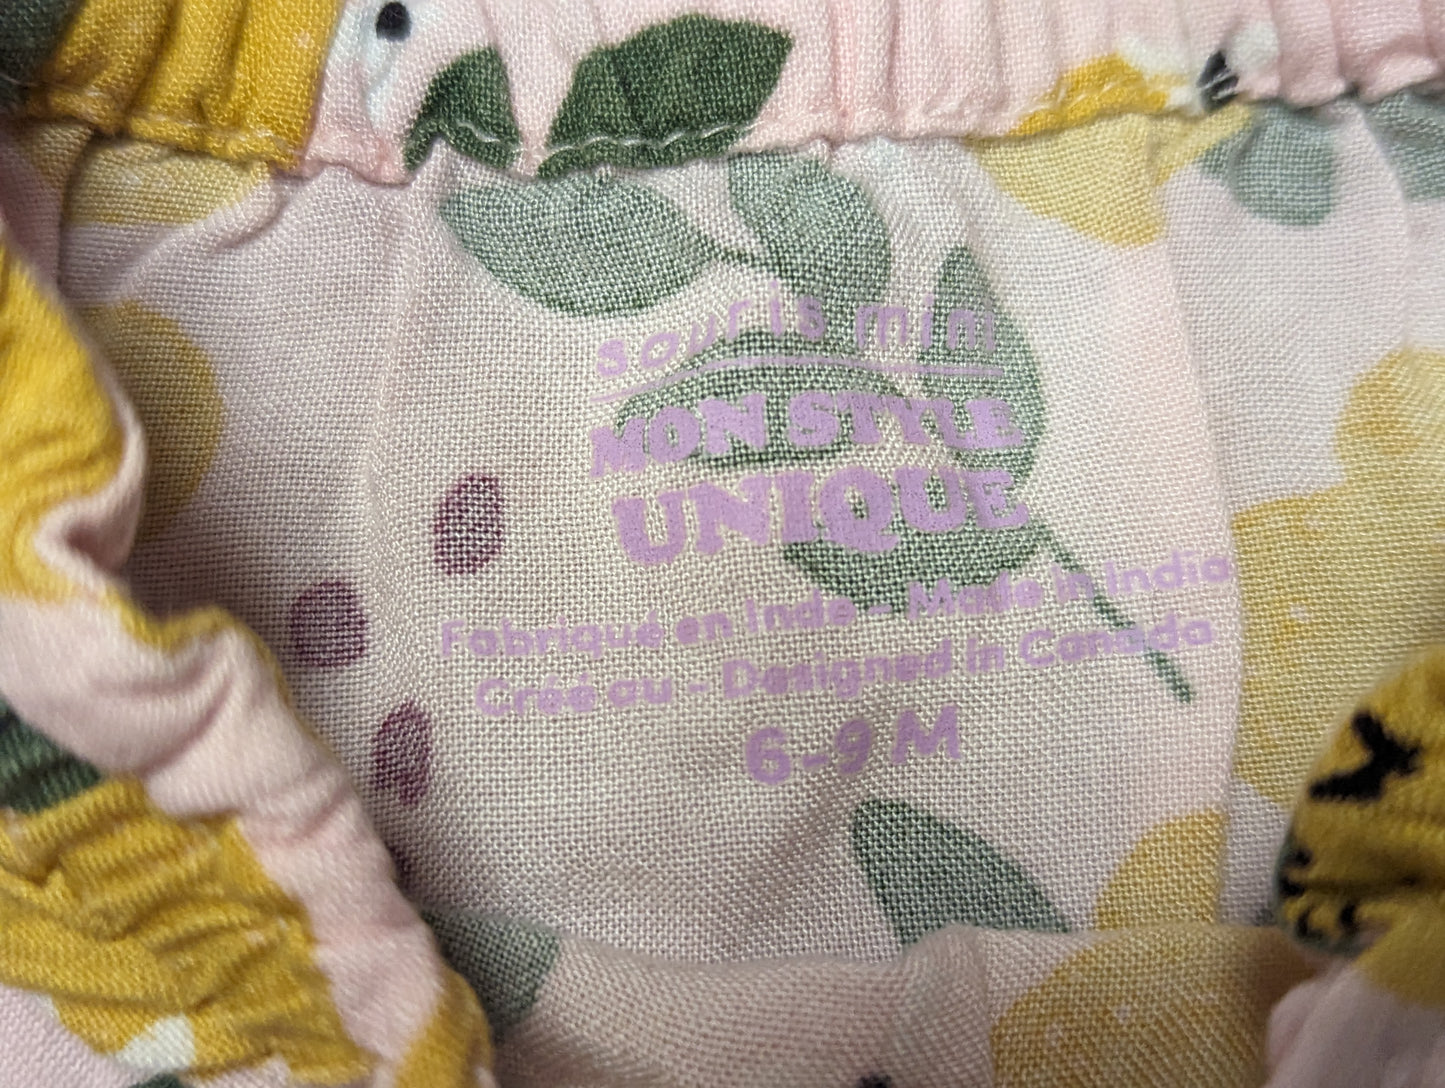 souris mini
MON STYLE
UNIQUE
Fabriqué en Inde - Made in India
Créé au - Designed in Canada
6-9 M